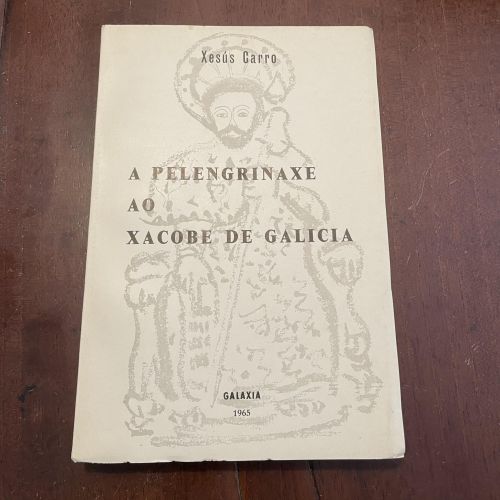 Xesús Carro
A PELENGRINAXE
AO
XACOBE DE GALICIA
GALAXIA
1965